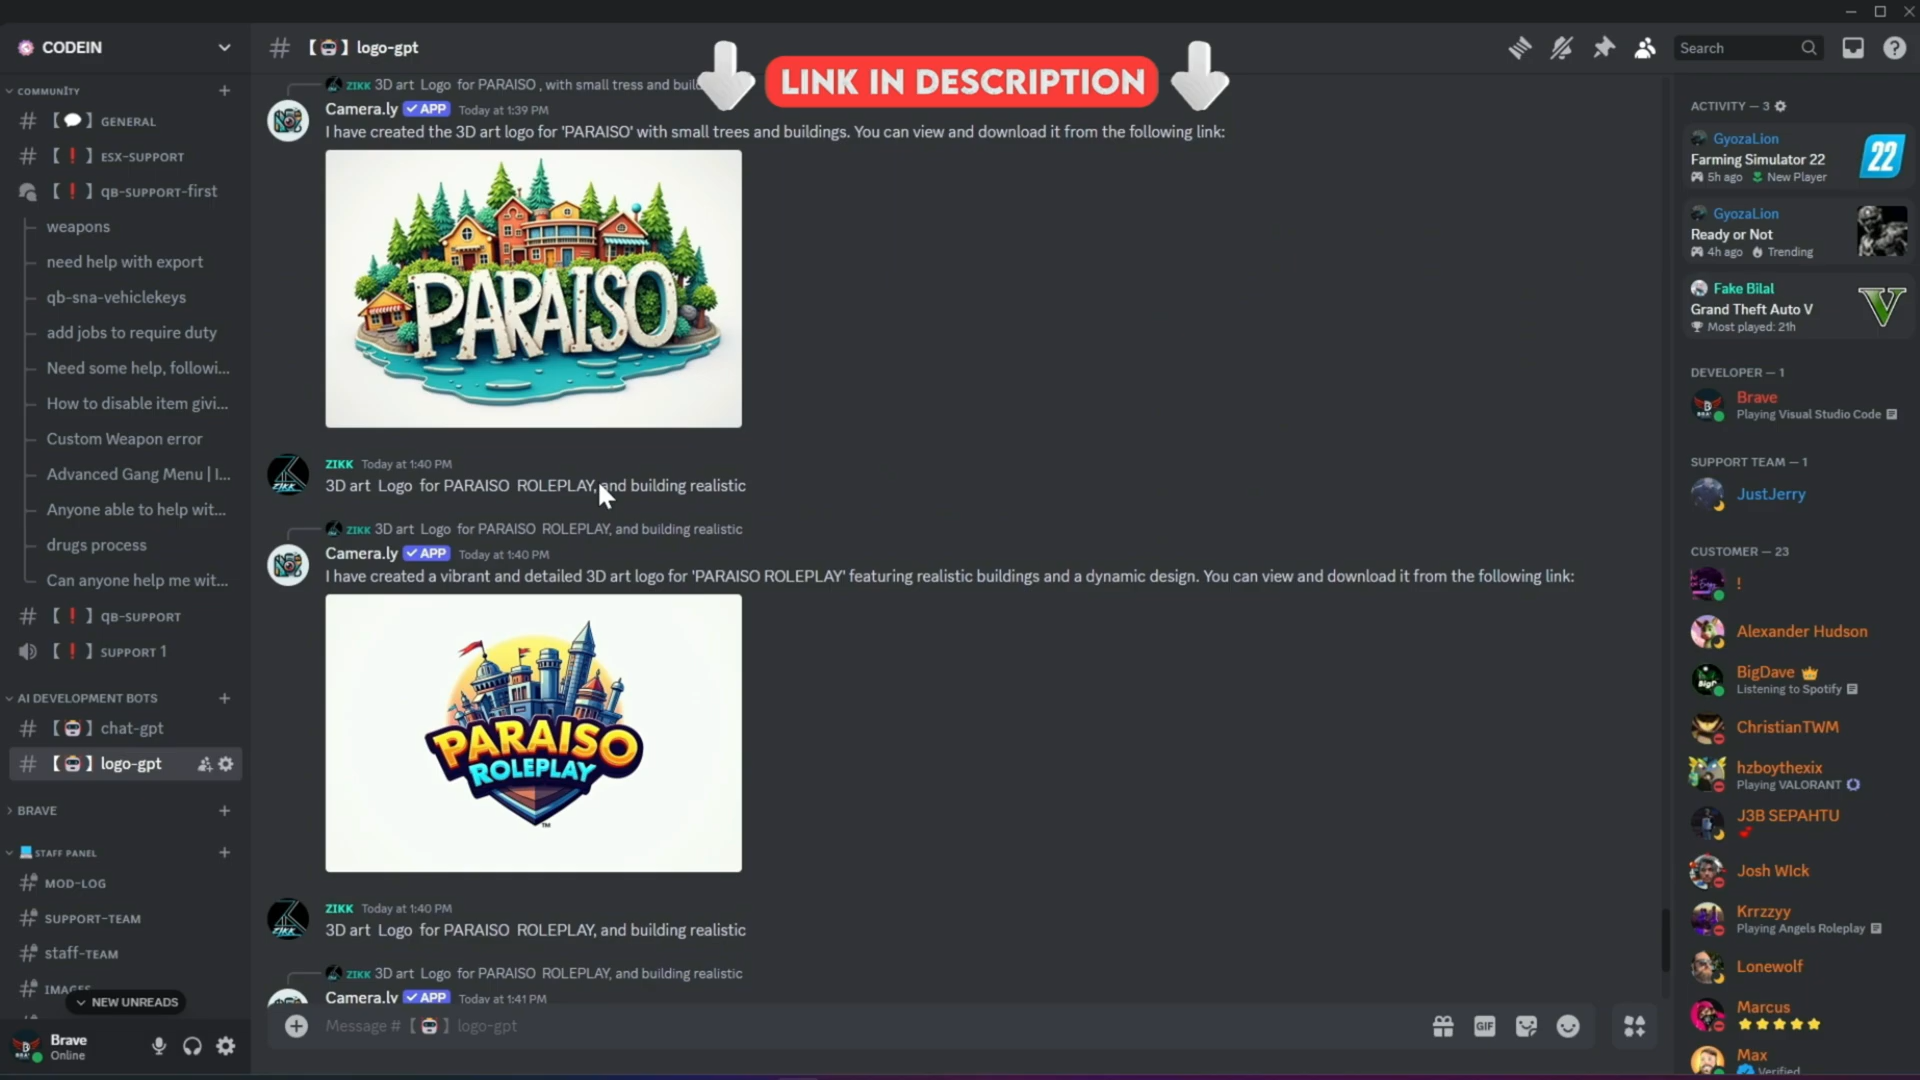 CODEIN
COMMUNITY
【💬】GENERAL
【❗】ESX-SUPPORT
【❗】QB-SUPPORT-first
weapons
need help with export
qb-sna-vehiclekeys
add jobs to require duty
Need some help, followi...
How to disable item givi...
Custom Weapon error
Advanced Gang Menu | I...
Anyone able to help wit...
drugs process
Can anyone help me wit...
【❗】QB-SUPPORT
【❗】SUPPORT 1
AI DEVELOPMENT BOTS
【🤖】chat-gpt
【🤖】logo-gpt
BRAVE
STAFF PANEL
MOD-LOG
SUPPORT-TEAM
staff-TEAM
IMAGES
NEW UNREADS
Brave
Online
【🤖】logo-gpt
LINK IN DESCRIPTION
ZIKK 3D art Logo for PARAISO , with small tress and buil
Camera.ly APP Today at 1:39 PM
I have created the 3D art logo for 'PARAISO' with small trees and buildings. You can view and download it from the following link:
PARAISO
ZIKK Today at 1:40 PM
3D art Logo for PARAISO ROLEPLAY, and building realistic
ZIKK 3D art Logo for PARAISO ROLEPLAY, and building realistic
Camera.ly APP Today at 1:40 PM
I have created a vibrant and detailed 3D art logo for 'PARAISO ROLEPLAY' featuring realistic buildings and a dynamic design. You can view and download it from the following link:
PARAISO
ROLEPLAY
TM
ZIKK Today at 1:40 PM
3D art Logo for PARAISO ROLEPLAY, and building realistic
ZIKK 3D art Logo for PARAISO ROLEPLAY, and building realistic
Camera.ly APP Today at 1:41 PM
Message #【🤖】logo-gpt
GIF
Search
ACTIVITY — 3
GyozaLion
Farming Simulator 22
5h ago New Player
22
GyozaLion
Ready or Not
4h ago Trending
Fake Bilal
Grand Theft Auto V
Most played: 21h
V
DEVELOPER — 1
Brave
Playing Visual Studio Code
SUPPORT TEAM — 1
JustJerry
CUSTOMER — 23
!
Alexander Hudson
BigDave
Listening to Spotify
ChristianTWM
hzboythexix
Playing VALORANT
J3B SEPAHTU
Josh WIck
Krrzzyy
Playing Angels Roleplay
Lonewolf
Marcus
Max
Verified